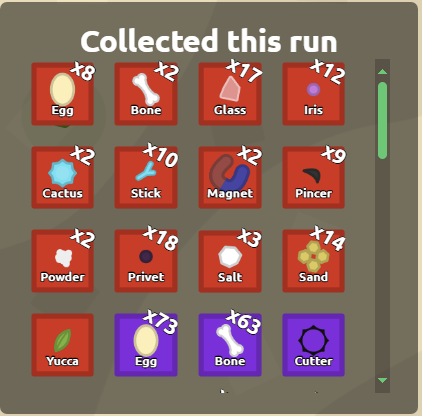 Collected this run
x8 x2 x17 x12
Egg Bone Glass Iris
x2 x10 x2 x9
Cactus Stick Magnet Pincer
x2 x18 x3 x14
Powder Privet Salt Sand
x73 x63
Yucca Egg Bone Cutter